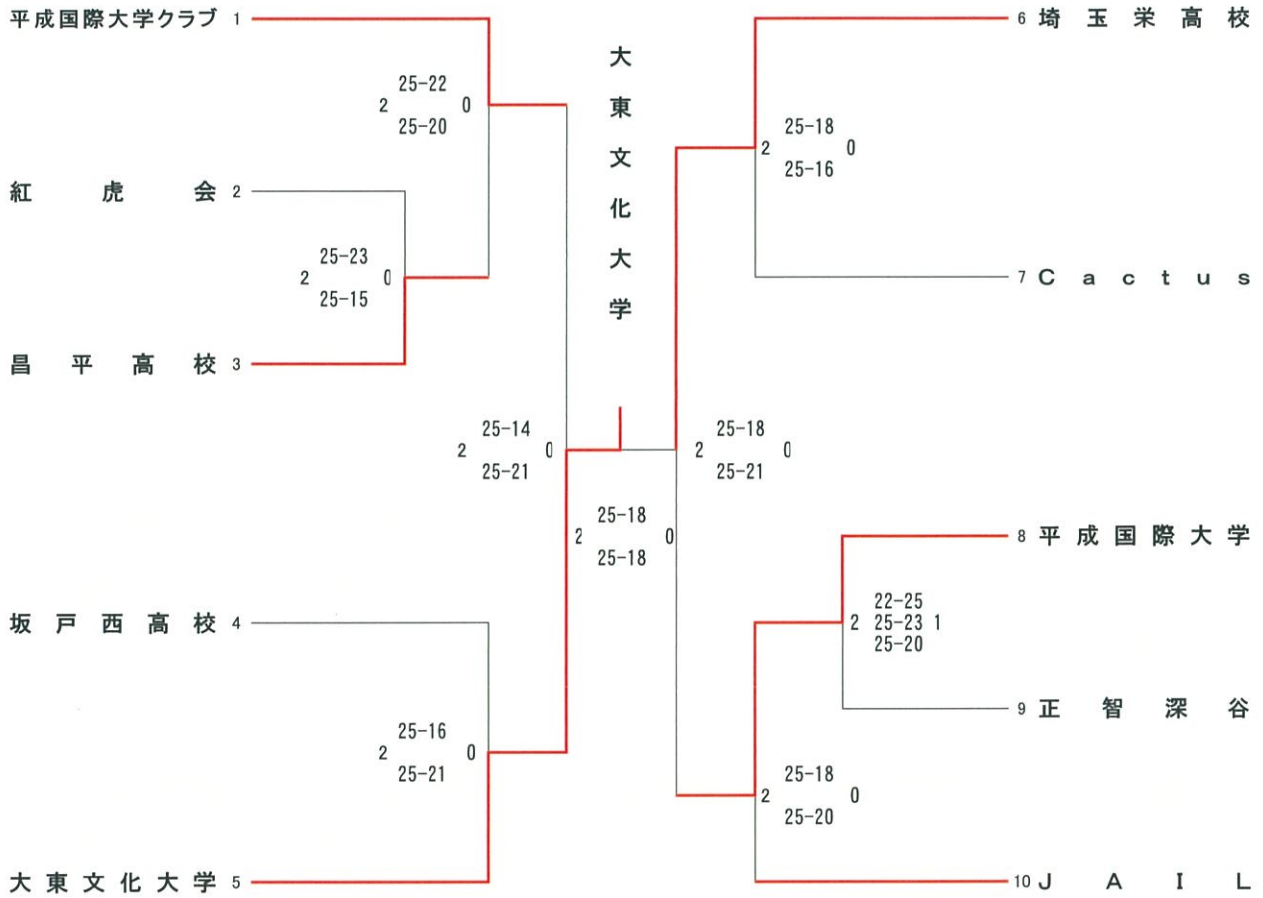 平成国際大学クラブ 1
25-22
2 0
25-20
紅虎会 2
25-23
2 0
25-15
昌平高校 3
25-14
2 0
25-21
坂戸西高校 4
25-16
2 0
25-21
大東文化大学 5
大東文化大学
25-18
2 0
25-18
6 埼玉栄高校
25-18
2 0
25-16
7 Cactus
25-18
2 0
25-21
8 平成国際大学
22-25
2 25-23 1
25-20
9 正智深谷
25-18
2 0
25-20
10 JAIL